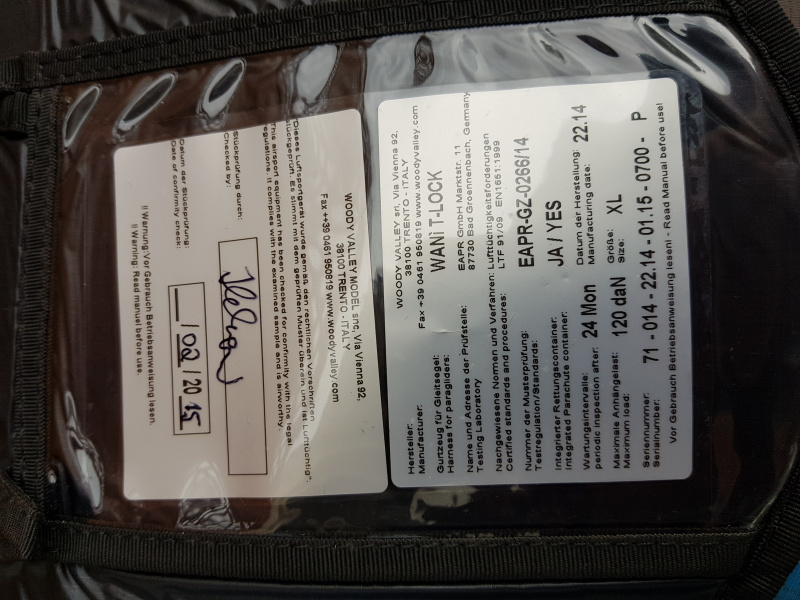 Hersteller: WOODY VALLEY srl, Via Vienna 92,
Manufacturer: 38100 TRENTO - ITALY
Fax +39 0461 950819 www.woodyvalley.com
Gurtzeug für Gleitsegel: WANi T-LOCK
Harness for paragliders:
Name und Adresse der Prüfstelle: EAPR GmbH Marktstr. 11
Testing Laboratory 87730 Bad Groennenbach, Germany
Nachgewiesene Normen und Verfahren: Lufttüchtigkeitsforderungen
Certified standards and procedures: LTF 91/09 EN1651:1999
Nummer der Musterprüfung: EAPR-GZ-0266/14
Testregulation/Standards:
Integrierter Rettungscontainer: JA / YES
Integrated Parachute container:
Wartungsintervalle: 24 Mon Datum der Herstellung: 22.14
periodic inspection after: Manufacturing date:
Maximale Anhängelast: 120 daN Größe: XL
Maximum load: Size:
Seriennummer: 71 - 014 - 22.14 - 01.15 - 0700 - P
Serialnumber:
Vor Gebrauch Betriebsanweisung lesen! - Read Manual before use!
WOODY VALLEY MODEL snc, Via Vienna 92,
38100 TRENTO - ITALY
Fax ++39 0461 950819 www.woodyvalley.com
Dieses Luftsportgerät wurde gemäß den rechtlichen Vorschriften
stückgeprüft. Es stimmt mit dem geprüften Muster überein und ist „Lufttüchtig“.
This airsport equipment has been checked for confirmity with the legal
regulations. It complies with the examined sample and is airworthy.
Stückprüfung durch:
Checked by:
Datum der Stückprüfung: _ / 02 / 20 15
Date of confirmity check:
!! Warnung: Vor Gebrauch Betriebsanweisung lesen.
!! Warning: Read manual before use